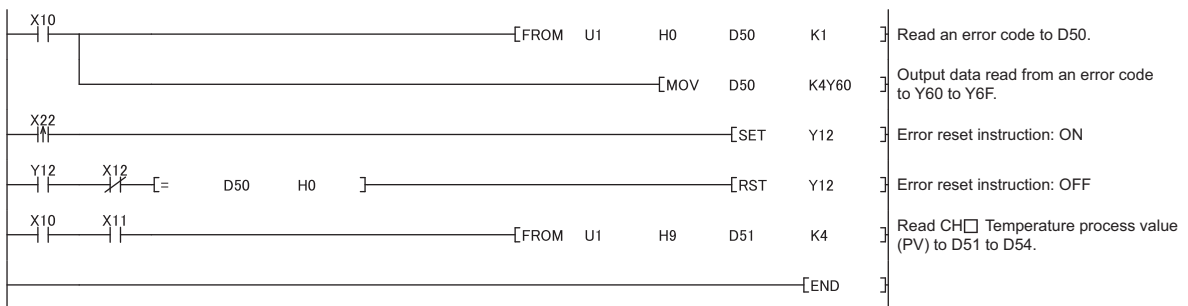 X10
[FROM U1 H0 D50 K1 ] Read an error code to D50.
[MOV D50 K4Y60 ] Output data read from an error code
to Y60 to Y6F.
X22
[SET Y12 ] Error reset instruction: ON
Y12 X12
[= D50 H0 ] [RST Y12 ] Error reset instruction: OFF
X10 X11
[FROM U1 H9 D51 K4 ] Read CH□ Temperature process value
(PV) to D51 to D54.
[END ]